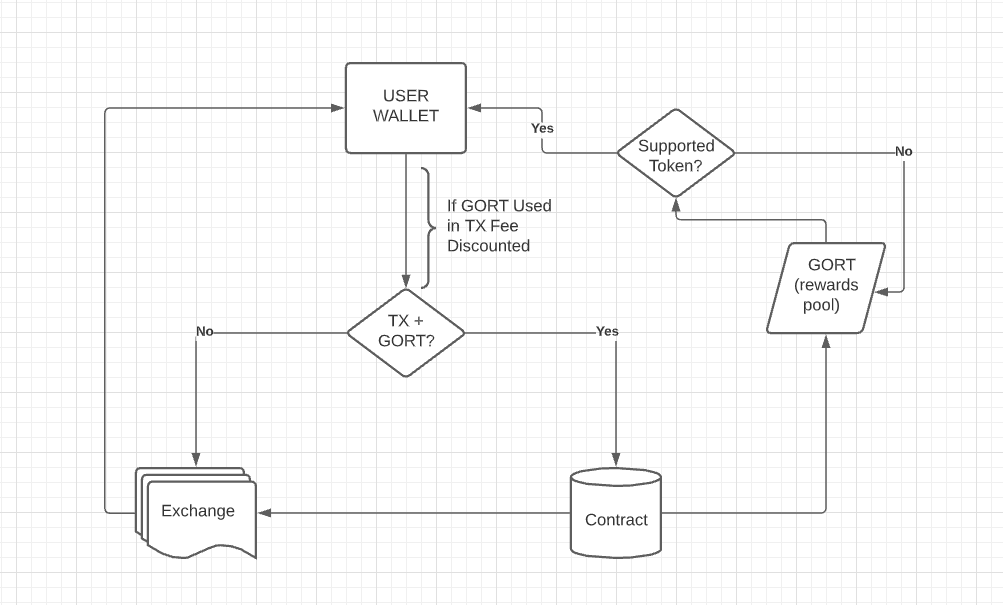 USER
WALLET
Yes
Supported
Token?
No
If GORT Used
in TX Fee
Discounted
GORT
(rewards
pool)
TX +
GORT?
No
Yes
Exchange
Contract